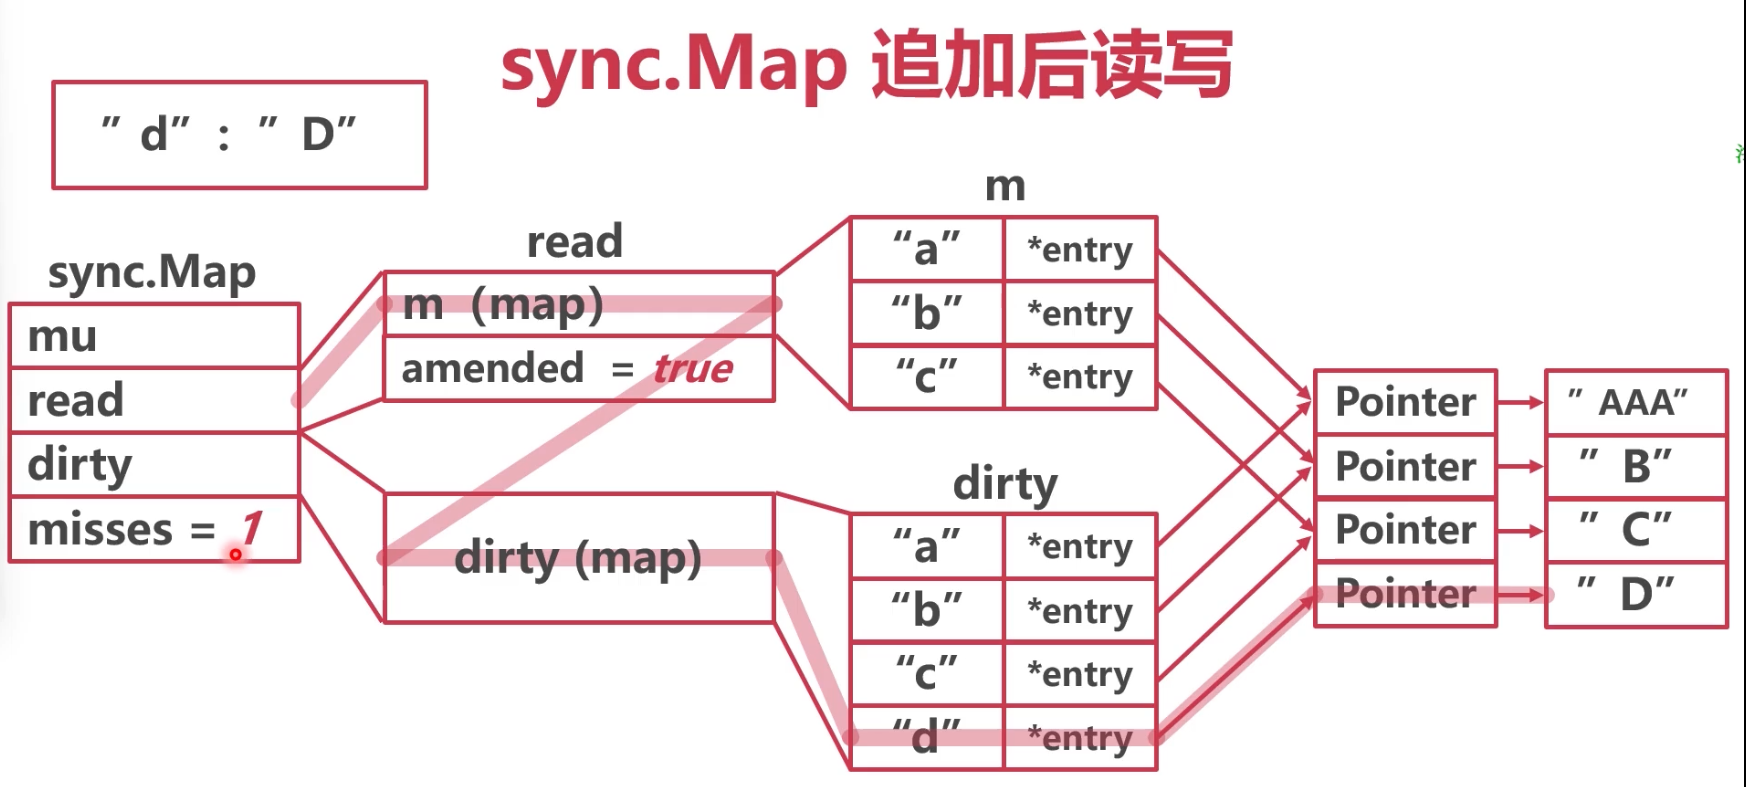 sync.Map 追加后读写
”d” : ”D”
sync.Map
mu
read
dirty
misses = 1
read
m (map)
amended = true
dirty (map)
m
“a” *entry
“b” *entry
“c” *entry
dirty
“a” *entry
“b” *entry
“c” *entry
“d” *entry
Pointer ”AAA”
Pointer ”B”
Pointer ”C”
Pointer ”D”